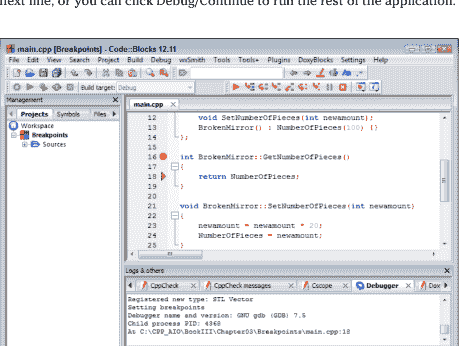 next line, or you can click Debug/Continue to run the rest of the application.
main.cpp [Breakpoints] - Code::Blocks 12.11
File Edit View Search Project Build Debug wxSmith Tools Tools+ Plugins DoxyBlocks Settings Help
Build target: Debug
Management
Projects Symbols Files
Workspace
Breakpoints
Sources
main.cpp
12 void SetNumberOfPieces(int newamount);
13 BrokenMirror() : NumberOfPieces(100) {}
14 };
15
16 int BrokenMirror::GetNumberOfPieces()
17 {
18 return NumberOfPieces;
19 }
20
21 void BrokenMirror::SetNumberOfPieces(int newamount)
22 {
23 newamount = newamount * 20;
24 NumberOfPieces = newamount;
25 }
Logs & others
CppCheck CppCheck messages Cscope Debugger Dox
Registered new type: STL Vector
Setting breakpoints
Debugger name and version: GNU gdb (GDB) 7.5
Child process PID: 4368
At C:\CPP_AIO\BookIII\Chapter03\Breakpoints\main.cpp:18